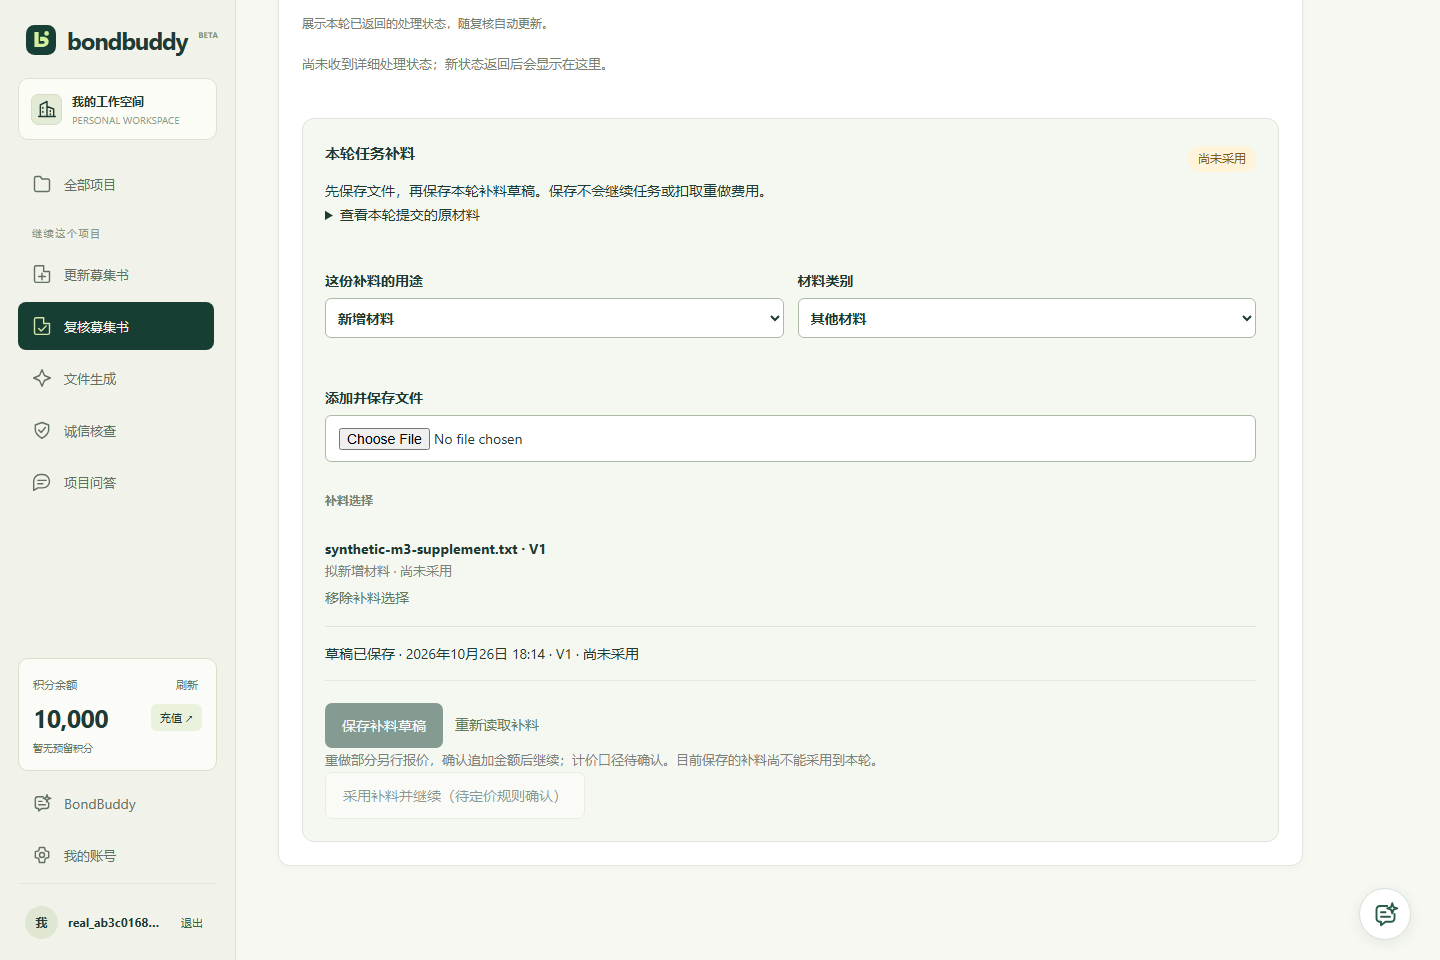 bondbuddy BETA
我的工作空间
PERSONAL WORKSPACE
全部项目
继续这个项目
更新募集书
复核募集书
文件生成
诚信核查
项目问答
积分余额 刷新
10,000 充值 ↗
暂无预留积分
BondBuddy
我的账号
我 real_ab3c0168... 退出
展示本轮已返回的处理状态，随复核自动更新。
尚未收到详细处理状态；新状态返回后会显示在这里。
本轮任务补料 尚未采用
先保存文件，再保存本轮补料草稿。保存不会继续任务或扣取重做费用。
▶ 查看本轮提交的原材料
这份补料的用途 材料类别
新增材料 其他材料
添加并保存文件
Choose File No file chosen
补料选择
synthetic-m3-supplement.txt · V1
拟新增材料 · 尚未采用
移除补料选择
草稿已保存 · 2026年10月26日 18:14 · V1 · 尚未采用
保存补料草稿 重新读取补料
重做部分另行报价，确认追加金额后继续；计价口径待确认。目前保存的补料尚不能采用到本轮。
采用补料并继续（待定价规则确认）